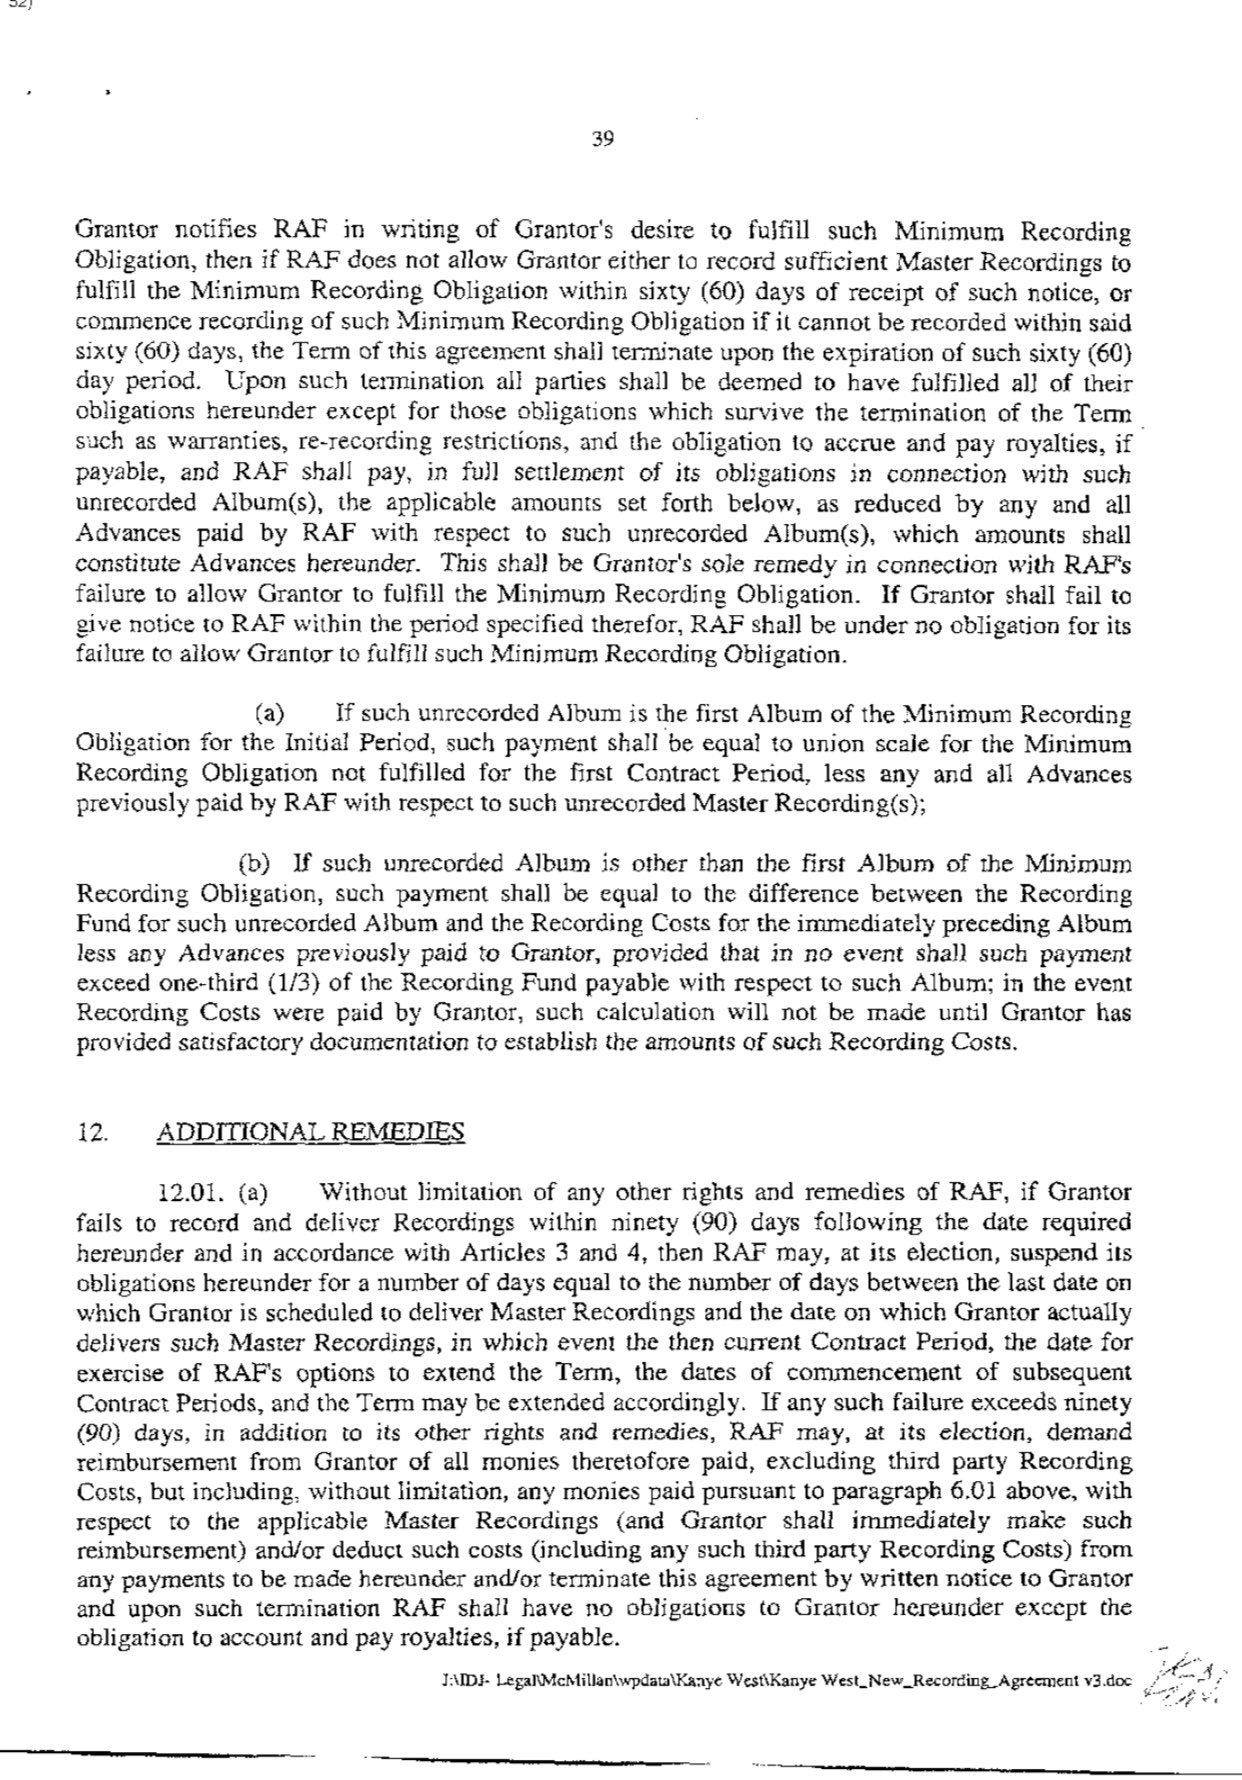 52)
39
Grantor notifies RAF in writing of Grantor's desire to fulfill such Minimum Recording
Obligation, then if RAF does not allow Grantor either to record sufficient Master Recordings to
fulfill the Minimum Recording Obligation within sixty (60) days of receipt of such notice, or
commence recording of such Minimum Recording Obligation if it cannot be recorded within said
sixty (60) days, the Term of this agreement shall terminate upon the expiration of such sixty (60)
day period. Upon such termination all parties shall be deemed to have fulfilled all of their
obligations hereunder except for those obligations which survive the termination of the Term
such as warranties, re-recording restrictions, and the obligation to accrue and pay royalties, if
payable, and RAF shall pay, in full settlement of its obligations in connection with such
unrecorded Album(s), the applicable amounts set forth below, as reduced by any and all
Advances paid by RAF with respect to such unrecorded Album(s), which amounts shall
constitute Advances hereunder. This shall be Grantor's sole remedy in connection with RAF's
failure to allow Grantor to fulfill the Minimum Recording Obligation. If Grantor shall fail to
give notice to RAF within the period specified therefor, RAF shall be under no obligation for its
failure to allow Grantor to fulfill such Minimum Recording Obligation.
(a) If such unrecorded Album is the first Album of the Minimum Recording
Obligation for the Initial Period, such payment shall be equal to union scale for the Minimum
Recording Obligation not fulfilled for the first Contract Period, less any and all Advances
previously paid by RAF with respect to such unrecorded Master Recording(s);
(b) If such unrecorded Album is other than the first Album of the Minimum
Recording Obligation, such payment shall be equal to the difference between the Recording
Fund for such unrecorded Album and the Recording Costs for the immediately preceding Album
less any Advances previously paid to Grantor, provided that in no event shall such payment
exceed one-third (1/3) of the Recording Fund payable with respect to such Album; in the event
Recording Costs were paid by Grantor, such calculation will not be made until Grantor has
provided satisfactory documentation to establish the amounts of such Recording Costs.
12. ADDITIONAL REMEDIES
12.01. (a) Without limitation of any other rights and remedies of RAF, if Grantor
fails to record and deliver Recordings within ninety (90) days following the date required
hereunder and in accordance with Articles 3 and 4, then RAF may, at its election, suspend its
obligations hereunder for a number of days equal to the number of days between the last date on
which Grantor is scheduled to deliver Master Recordings and the date on which Grantor actually
delivers such Master Recordings, in which event the then current Contract Period, the date for
exercise of RAF's options to extend the Term, the dates of commencement of subsequent
Contract Periods, and the Term may be extended accordingly. If any such failure exceeds ninety
(90) days, in addition to its other rights and remedies, RAF may, at its election, demand
reimbursement from Grantor of all monies theretofore paid, excluding third party Recording
Costs, but including, without limitation, any monies paid pursuant to paragraph 6.01 above, with
respect to the applicable Master Recordings (and Grantor shall immediately make such
reimbursement) and/or deduct such costs (including any such third party Recording Costs) from
any payments to be made hereunder and/or terminate this agreement by written notice to Grantor
and upon such termination RAF shall have no obligations to Grantor hereunder except the
obligation to account and pay royalties, if payable.
J:\IDJ- Legal\McMillan\wpdata\Kanye West\Kanye West_New_Recording_Agreement v3.doc